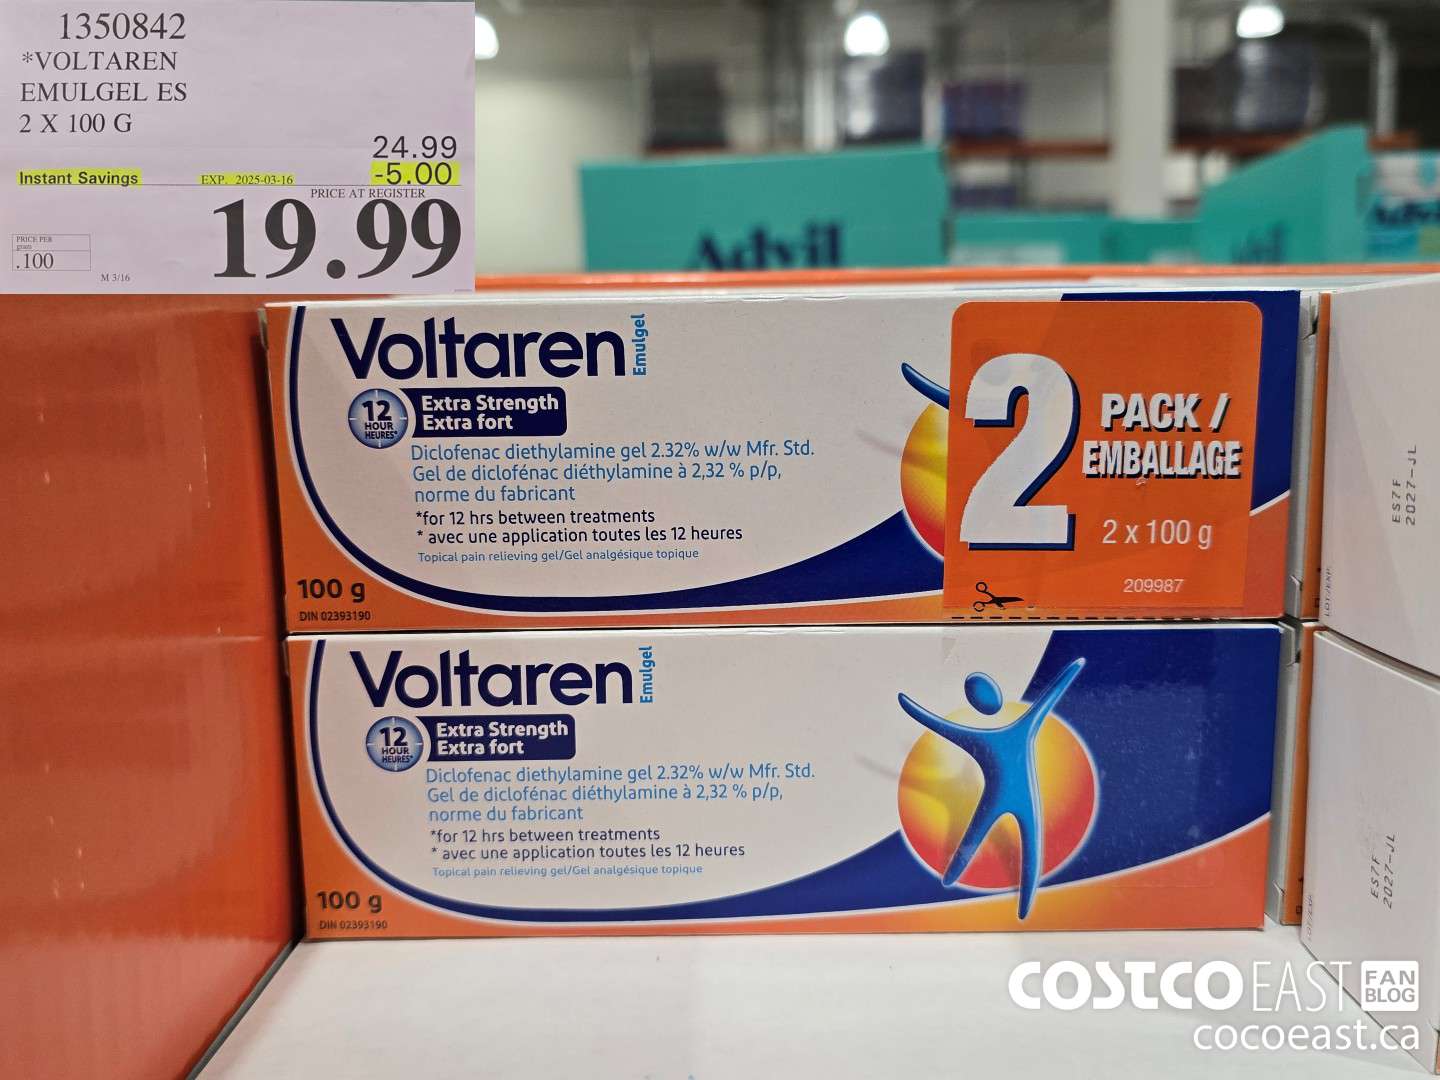 1350842
*VOLTAREN
EMULGEL ES
2 X 100 G
24.99
Instant Savings EXP. 2025-03-16 -5.00
PRICE AT REGISTER
19.99
PRICE PER
gram
.100
M 3/16
Advil
Advil
Voltaren Emulgel
12 HOUR HEURES*
Extra Strength
Extra fort
Diclofenac diethylamine gel 2.32% w/w Mfr. Std.
Gel de diclofénac diéthylamine à 2,32 % p/p,
norme du fabricant
*for 12 hrs between treatments
* avec une application toutes les 12 heures
Topical pain relieving gel/Gel analgésique topique
100 g
DIN 02393190
2 PACK /
EMBALLAGE
2 x 100 g
209987
LOT/EXP.
ES7F
2027-JL
Voltaren Emulgel
12 HOUR HEURES*
Extra Strength
Extra fort
Diclofenac diethylamine gel 2.32% w/w Mfr. Std.
Gel de diclofénac diéthylamine à 2,32 % p/p,
norme du fabricant
*for 12 hrs between treatments
* avec une application toutes les 12 heures
Topical pain relieving gel/Gel analgésique topique
100 g
DIN 02393190
LOT/EXP.
ES7F
2027-JL
COSTCO EAST FAN BLOG
cocoeast.ca